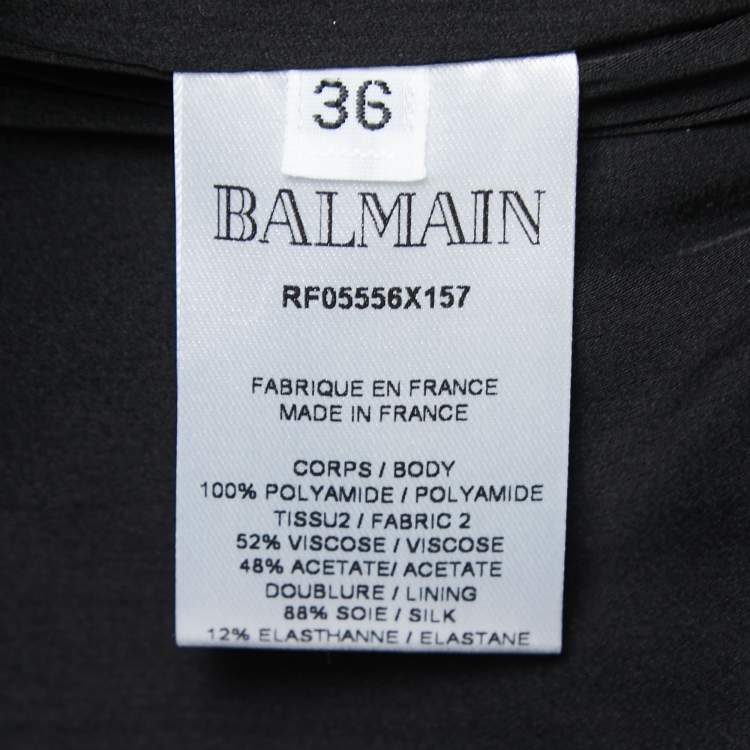 36
BALMAIN
RF05556X157
FABRIQUE EN FRANCE
MADE IN FRANCE
CORPS / BODY
100% POLYAMIDE / POLYAMIDE
TISSU2 / FABRIC 2
52% VISCOSE / VISCOSE
48% ACETATE/ ACETATE
DOUBLURE / LINING
88% SOIE / SILK
12% ELASTHANNE / ELASTANE